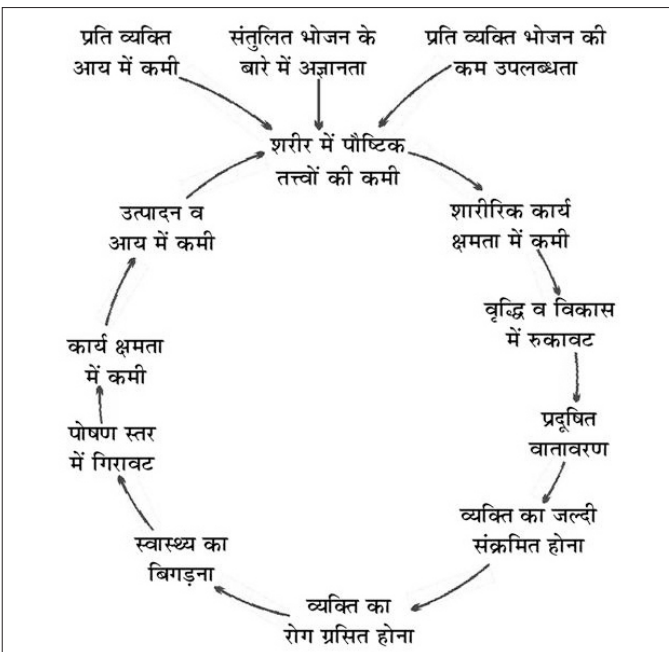 प्रति व्यक्ति
आय में कमी
संतुलित भोजन के
बारे में अज्ञानता
प्रति व्यक्ति भोजन की
कम उपलब्धता
शरीर में पौष्टिक
तत्त्वों की कमी
शारीरिक कार्य
क्षमता में कमी
वृद्धि व विकास
में रुकावट
प्रदूषित
वातावरण
व्यक्ति का जल्दी
संक्रमित होना
व्यक्ति का
रोग ग्रसित होना
स्वास्थ्य का
बिगड़ना
पोषण स्तर
में गिरावट
कार्य क्षमता
में कमी
उत्पादन व
आय में कमी